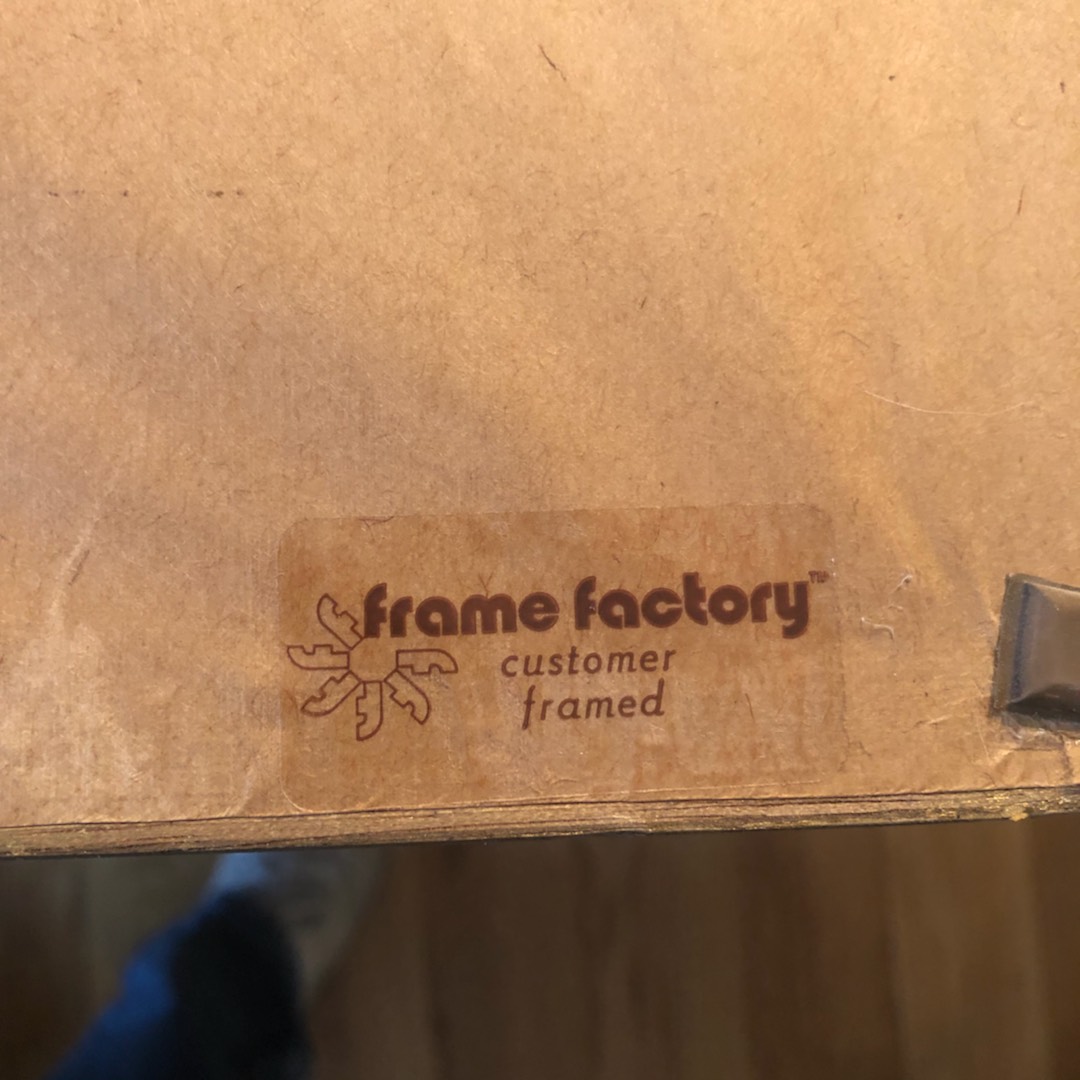 frame factory™
customer
framed